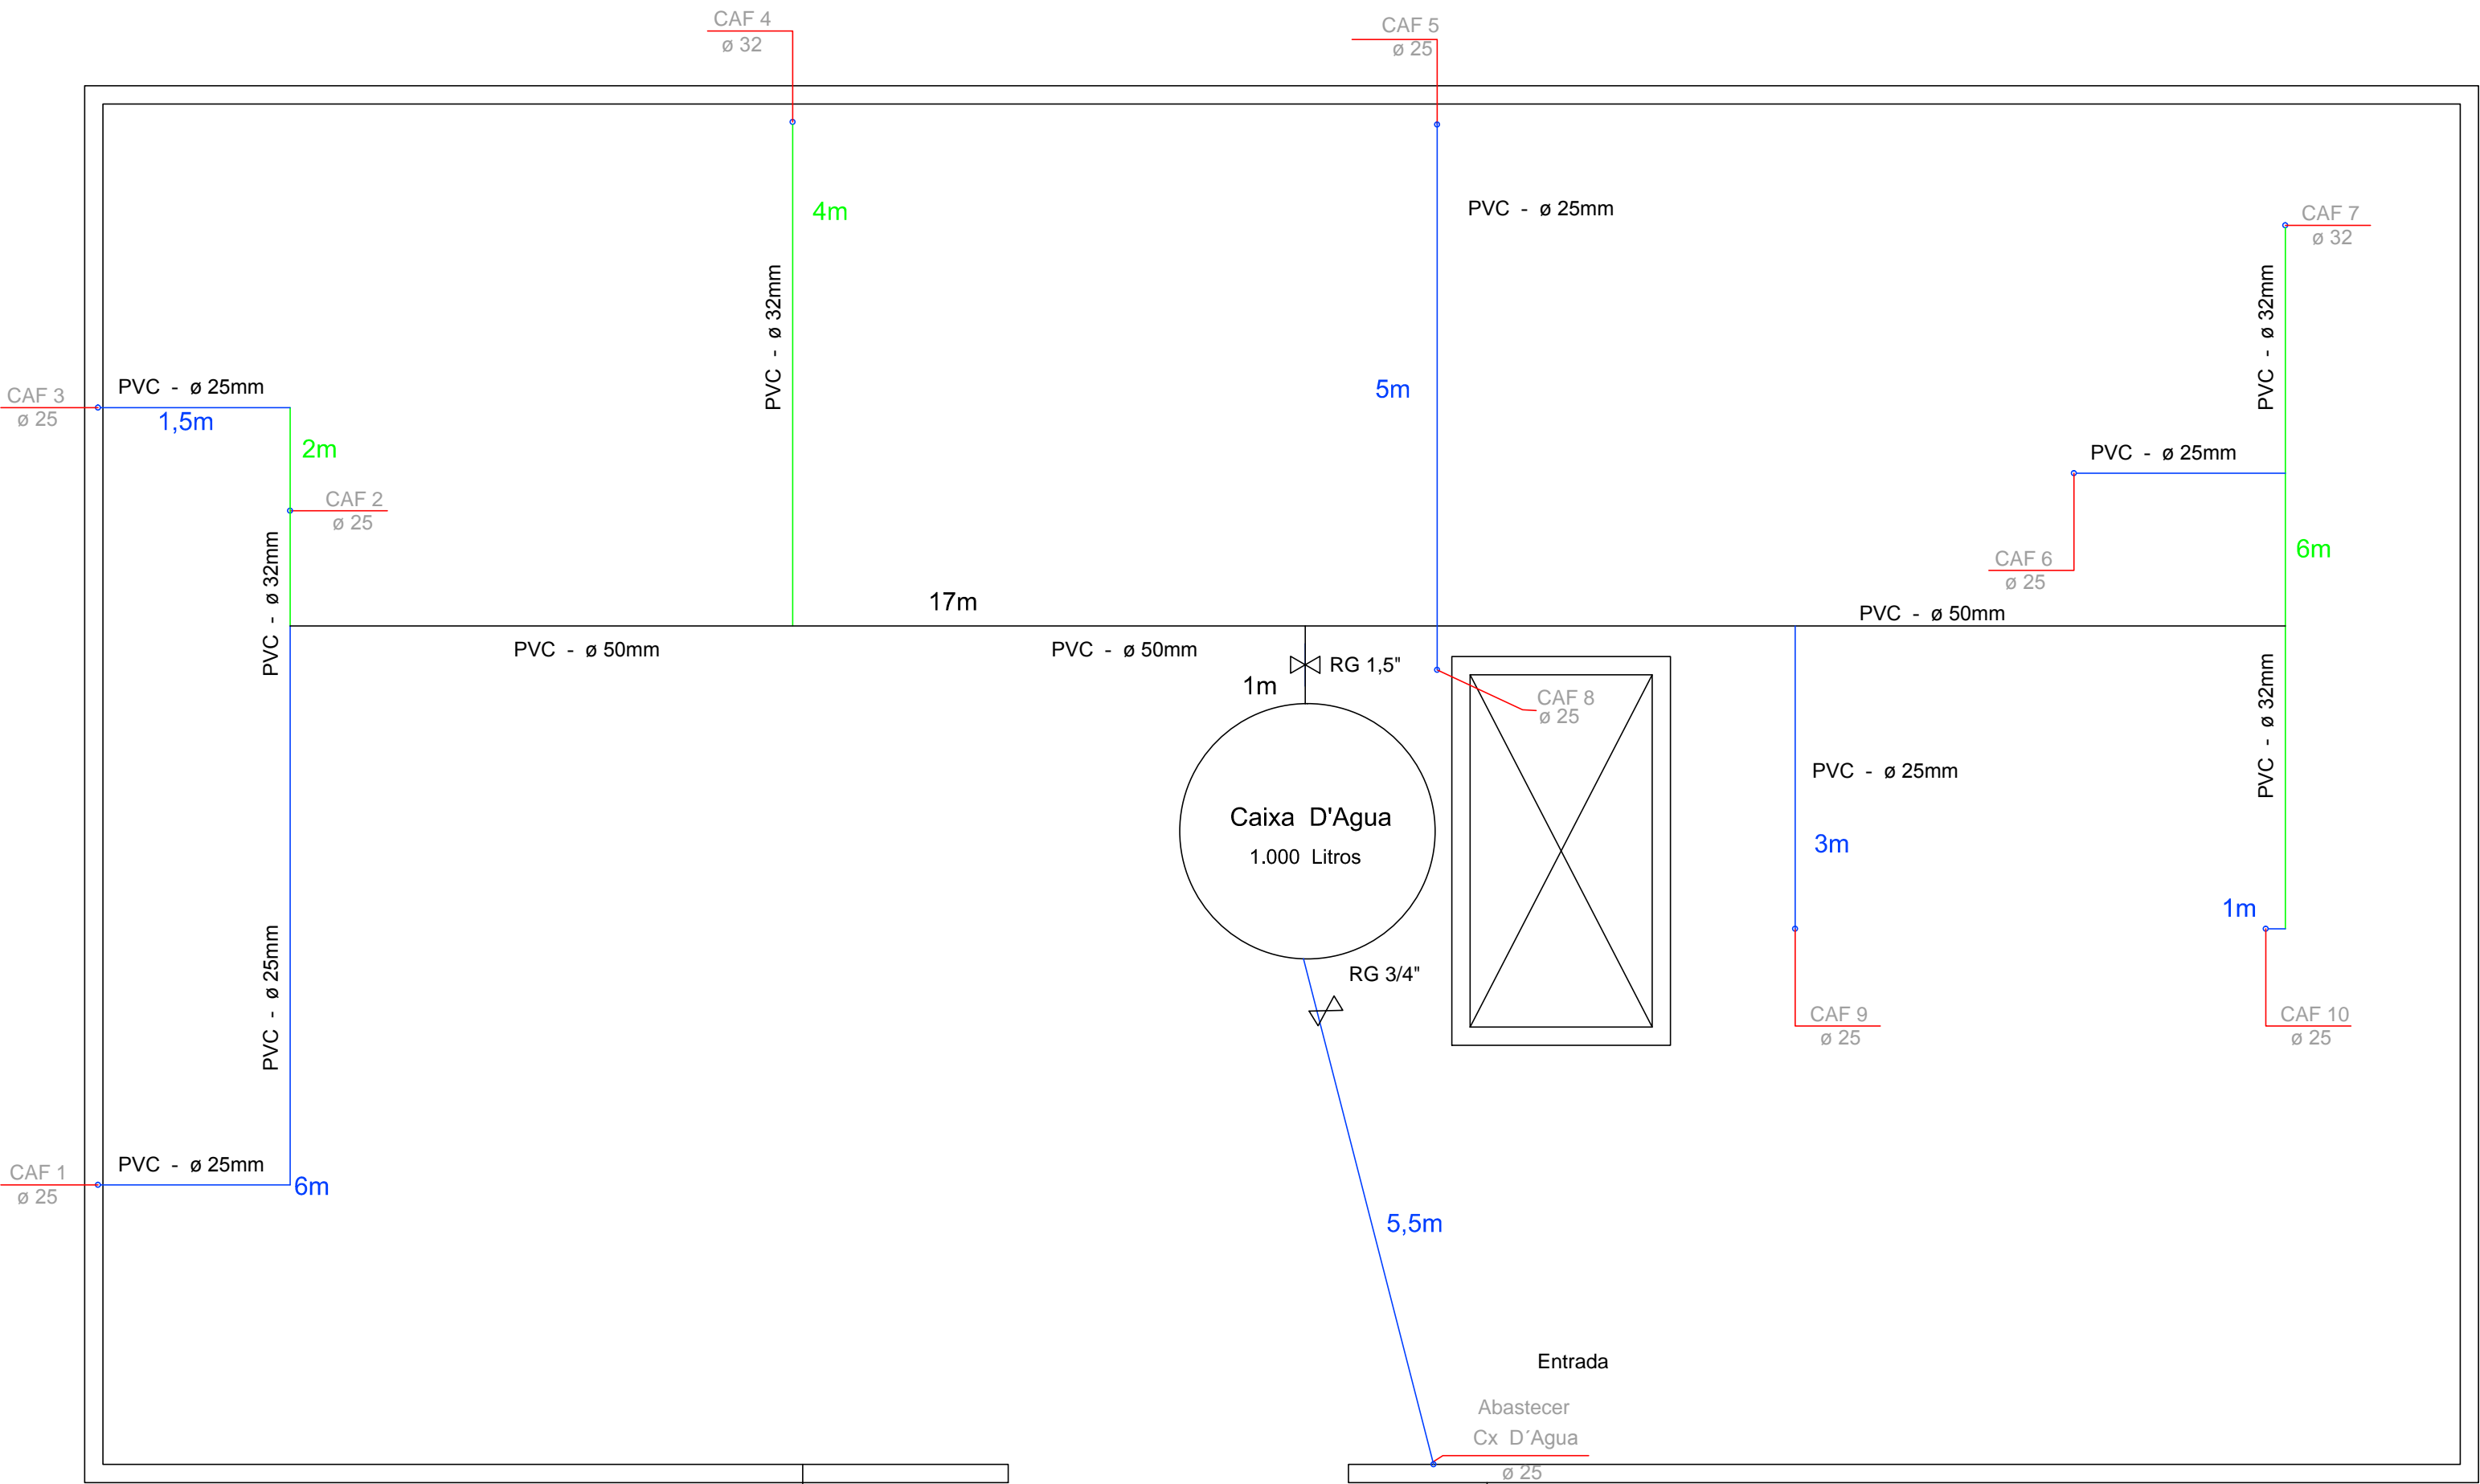 CAF 4
ø 32
CAF 5
ø 25
4m
PVC - ø 25mm
CAF 7
ø 32
PVC - ø 32mm
PVC - ø 32mm
5m
PVC - ø 25mm
CAF 3
ø 25
1,5m
2m
PVC - ø 25mm
CAF 2
ø 25
6m
CAF 6
ø 25
PVC - ø 32mm
17m
PVC - ø 50mm
PVC - ø 50mm
PVC - ø 50mm
RG 1,5"
1m
CAF 8
ø 25
PVC - ø 32mm
PVC - ø 25mm
Caixa D'Agua
1.000 Litros
3m
1m
PVC - ø 25mm
RG 3/4"
CAF 9
ø 25
CAF 10
ø 25
PVC - ø 25mm
CAF 1
ø 25
6m
5,5m
Entrada
Abastecer
Cx D´Agua
ø 25